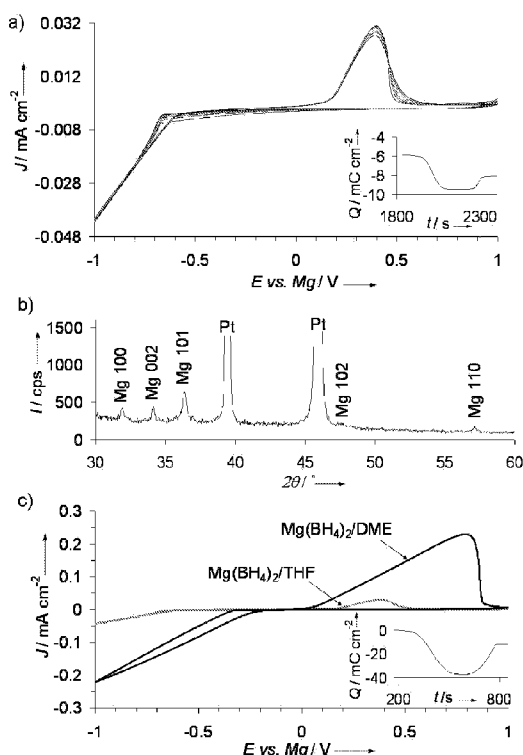 a)
0.032
0.012
-0.008
-0.028
-0.048
J / mA cm-2
-1 -0.5 0 0.5 1
E vs. Mg / V
Q / mC cm-2
-4
-6
-8
-10
1800 2300
t / s
b)
1500
1000
500
0
I / cps
Mg 100
Mg 002
Mg 101
Pt
Pt
Mg 102
Mg 110
30 35 40 45 50 55 60
2θ / °
c)
0.3
0.2
0.1
0
-0.1
-0.2
-0.3
J / mA cm-2
Mg(BH4)2/DME
Mg(BH4)2/THF
Q / mC cm-2
0
-20
-40
200 t/s 800
-1 -0.5 0 0.5 1
E vs. Mg / V